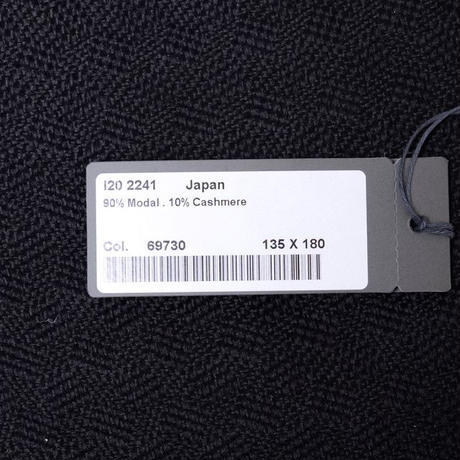 I20 2241 Japan
90% Modal . 10% Cashmere
Col. 69730 135 X 180